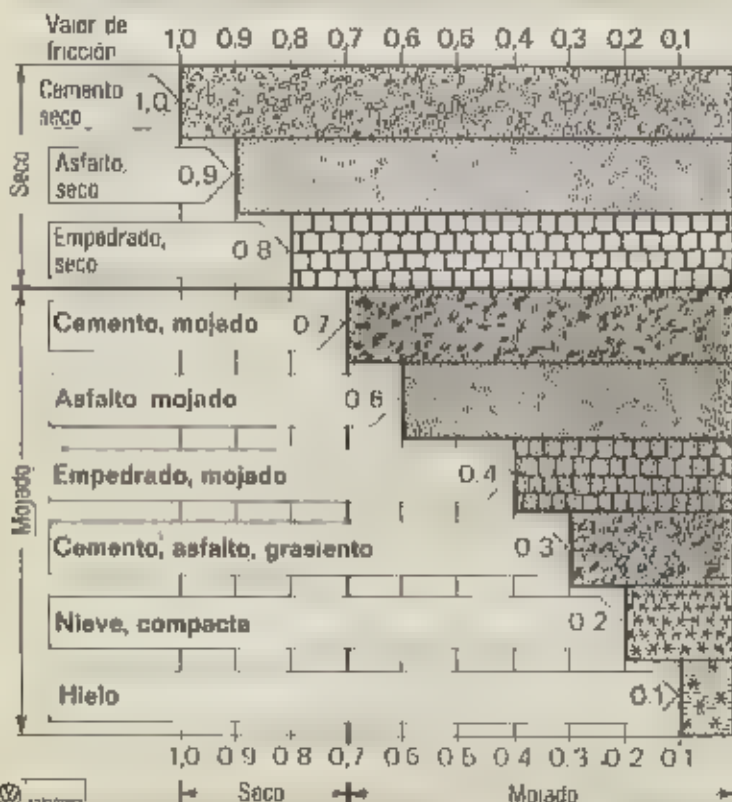 Valor de
fricción
1,0 0,9 0,8 0,7 0,6 0,5 0,4 0,3 0,2 0,1
Seco
Cemento
seco
1,0
Asfalto,
seco
0,9
Empedrado,
seco
0 8
Mojado
Cemento, mojado 0 7
Asfalto mojado 0 6
Empedrado, mojado 0,4
Cemento, asfalto, grasiento 0 3
Nieve, compacta 0 2
Hielo 0.1
1,0 0 9 0 8 0,7 0 6 0 5 0 4 0.3 0 2 0 1
Seco Mojado